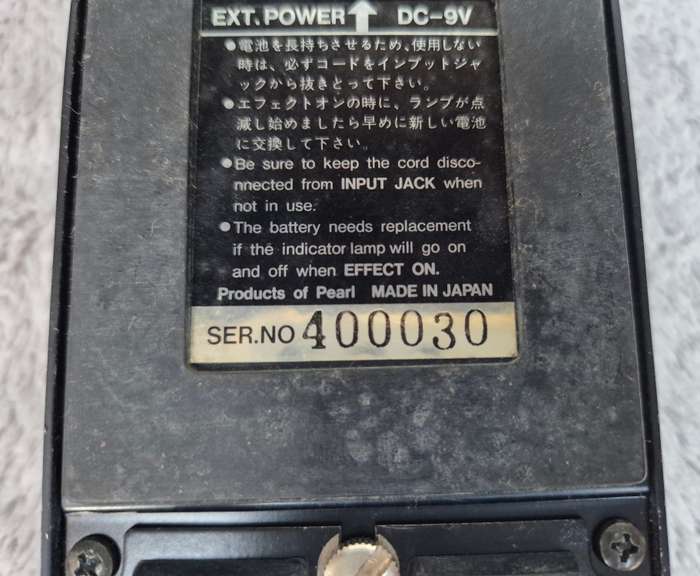 EXT. POWER ↑ DC-9V
●電池を長持ちさせるため、使用しない
時は、必ずコードをインプットジャ
ックから抜きとって下さい。
●エフェクトオンの時に、ランプが点
滅し始めましたら早めに新しい電池
に交換して下さい。
●Be sure to keep the cord disco-
nnected from INPUT JACK when
not in use.
●The battery needs replacement
if the indicator lamp will go on
and off when EFFECT ON.
Products of Pearl MADE IN JAPAN
SER.NO 400030